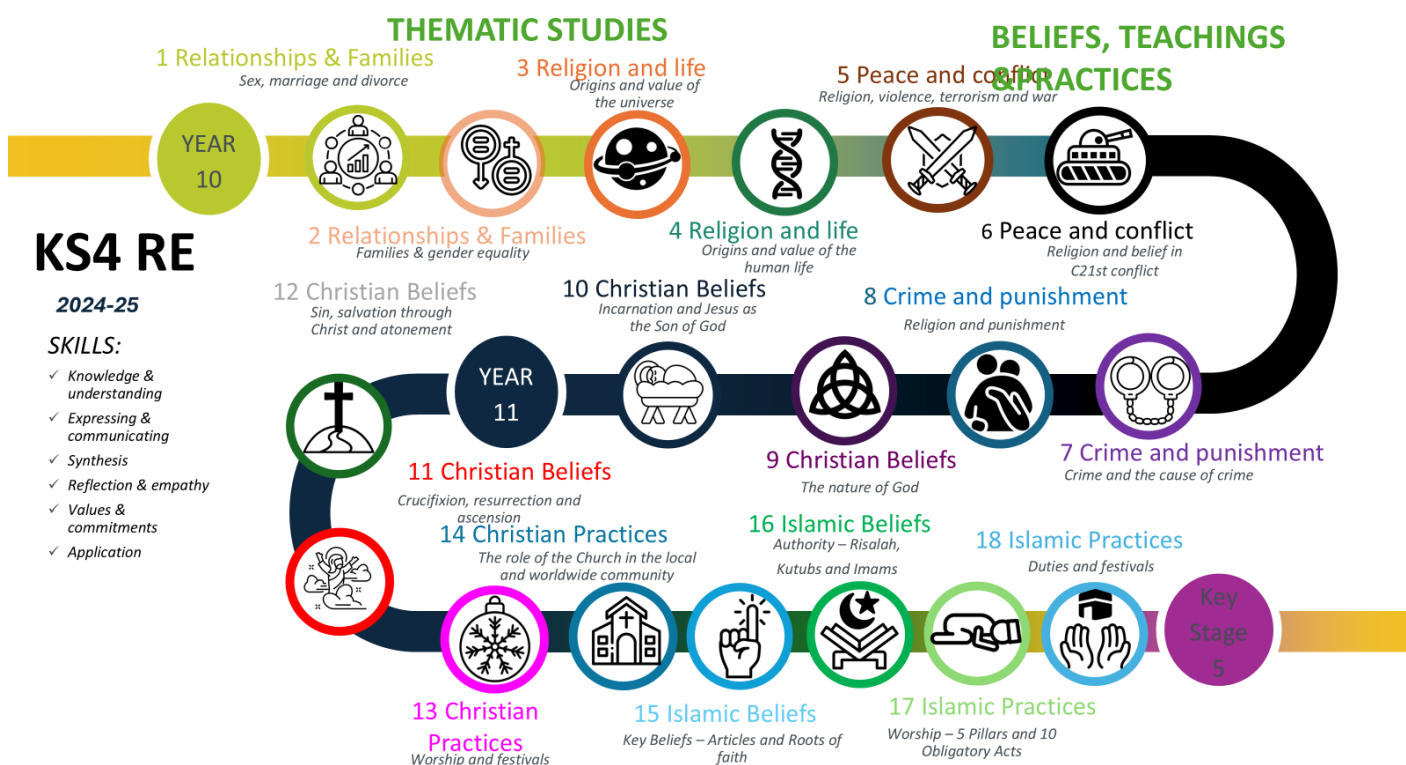 THEMATIC STUDIES
BELIEFS, TEACHINGS
&PRACTICES
1 Relationships & Families
Sex, marriage and divorce
3 Religion and life
Origins and value of
the universe
5 Peace and conflict
Religion, violence, terrorism and war
YEAR
10
2 Relationships & Families
Families & gender equality
4 Religion and life
Origins and value of the
human life
6 Peace and conflict
Religion and belief in
C21st conflict
KS4 RE
2024-25
SKILLS:
✓ Knowledge &
understanding
✓ Expressing &
communicating
✓ Synthesis
✓ Reflection & empathy
✓ Values &
commitments
✓ Application
12 Christian Beliefs
Sin, salvation through
Christ and atonement
10 Christian Beliefs
Incarnation and Jesus as
the Son of God
8 Crime and punishment
Religion and punishment
YEAR
11
11 Christian Beliefs
Crucifixion, resurrection and
ascension
9 Christian Beliefs
The nature of God
7 Crime and punishment
Crime and the cause of crime
14 Christian Practices
The role of the Church in the local
and worldwide community
16 Islamic Beliefs
Authority – Risalah,
Kutubs and Imams
18 Islamic Practices
Duties and festivals
Key
Stage
5
13 Christian
Practices
Worship and festivals
15 Islamic Beliefs
Key Beliefs – Articles and Roots of
faith
17 Islamic Practices
Worship – 5 Pillars and 10
Obligatory Acts